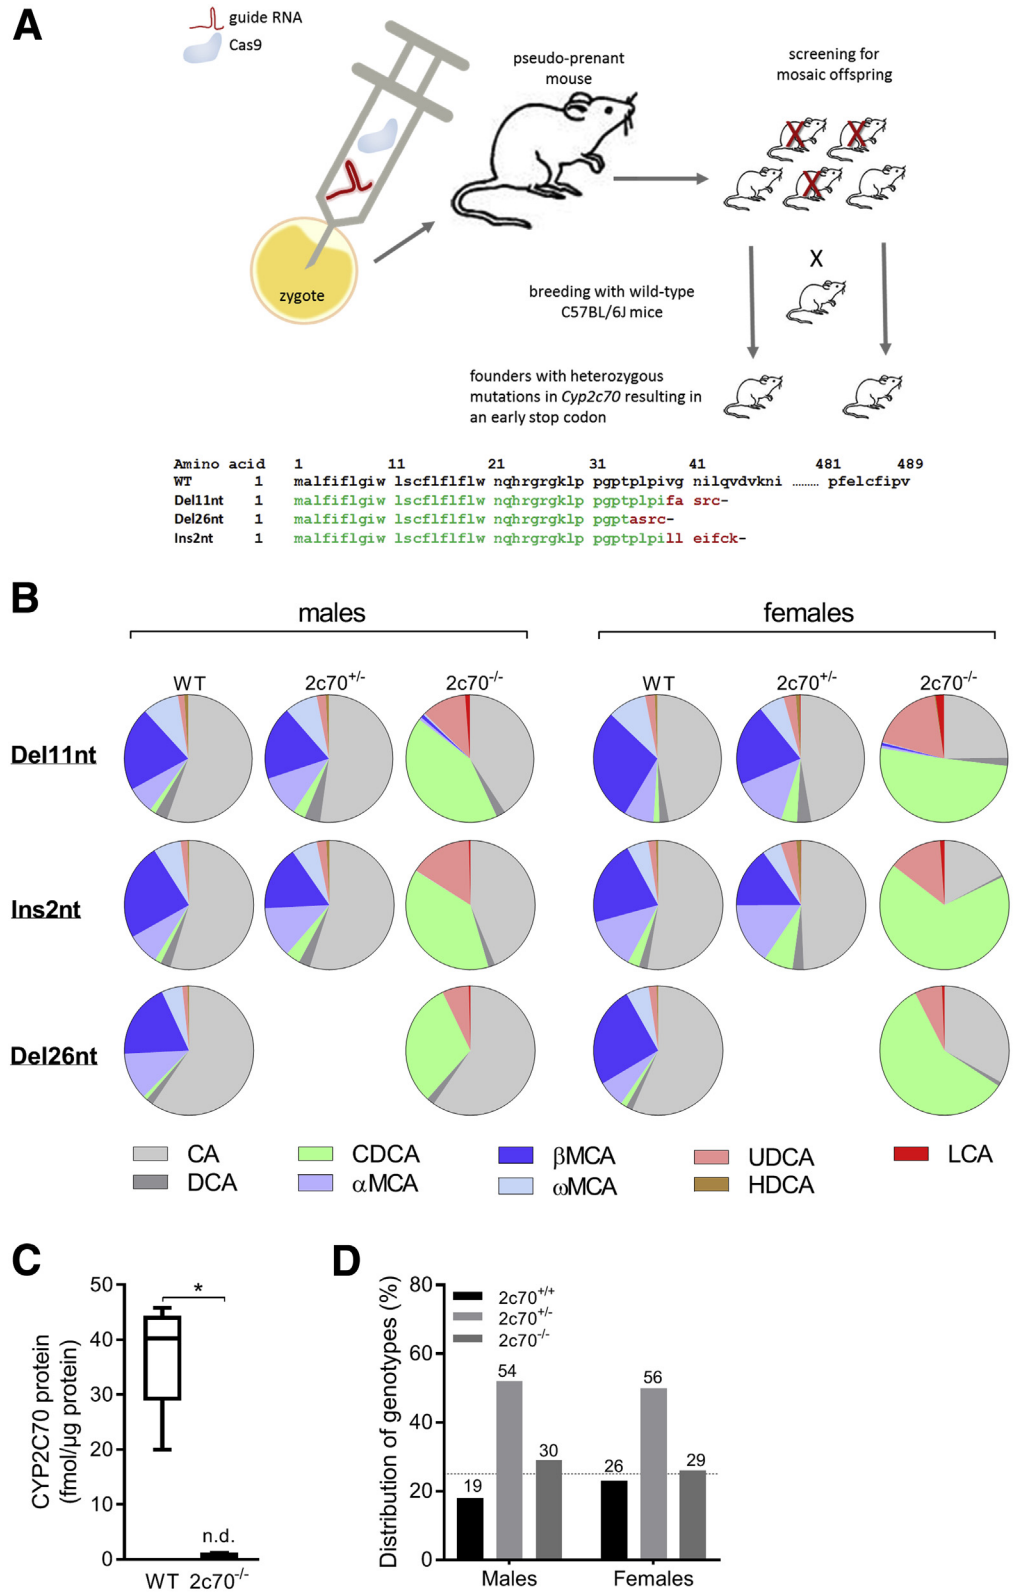 A
guide RNA
Cas9
pseudo-prenant
mouse
screening for
mosaic offspring
X X
X
zygote
X
breeding with wild-type
C57BL/6J mice
founders with heterozygous
mutations in Cyp2c70 resulting in
an early stop codon
Amino acid 1 11 21 31 41 481 489
WT 1 malfiflgiw lscflflflw nqhrgrgklp pgptplpivg nilqvdvkni ......... pfelcfipv
Del11nt 1 malfiflgiw lscflflflw nqhrgrgklp pgptplpifa src-
Del26nt 1 malfiflgiw lscflflflw nqhrgrgklp pgptasrc-
Ins2nt 1 malfiflgiw lscflflflw nqhrgrgklp pgptplpill eifck-
B
males females
WT 2c70+/- 2c70-/- WT 2c70+/- 2c70-/-
Del11nt
Ins2nt
Del26nt
CA CDCA βMCA UDCA LCA
DCA αMCA ωMCA HDCA
C
CYP2C70 protein
(fmol/µg protein)
50
40
30
20
10
0
*
n.d.
WT 2c70-/-
D
Distribution of genotypes (%)
80
60
40
20
0
2c70+/+
2c70+/-
2c70-/-
19 54 30 26 56 29
Males Females